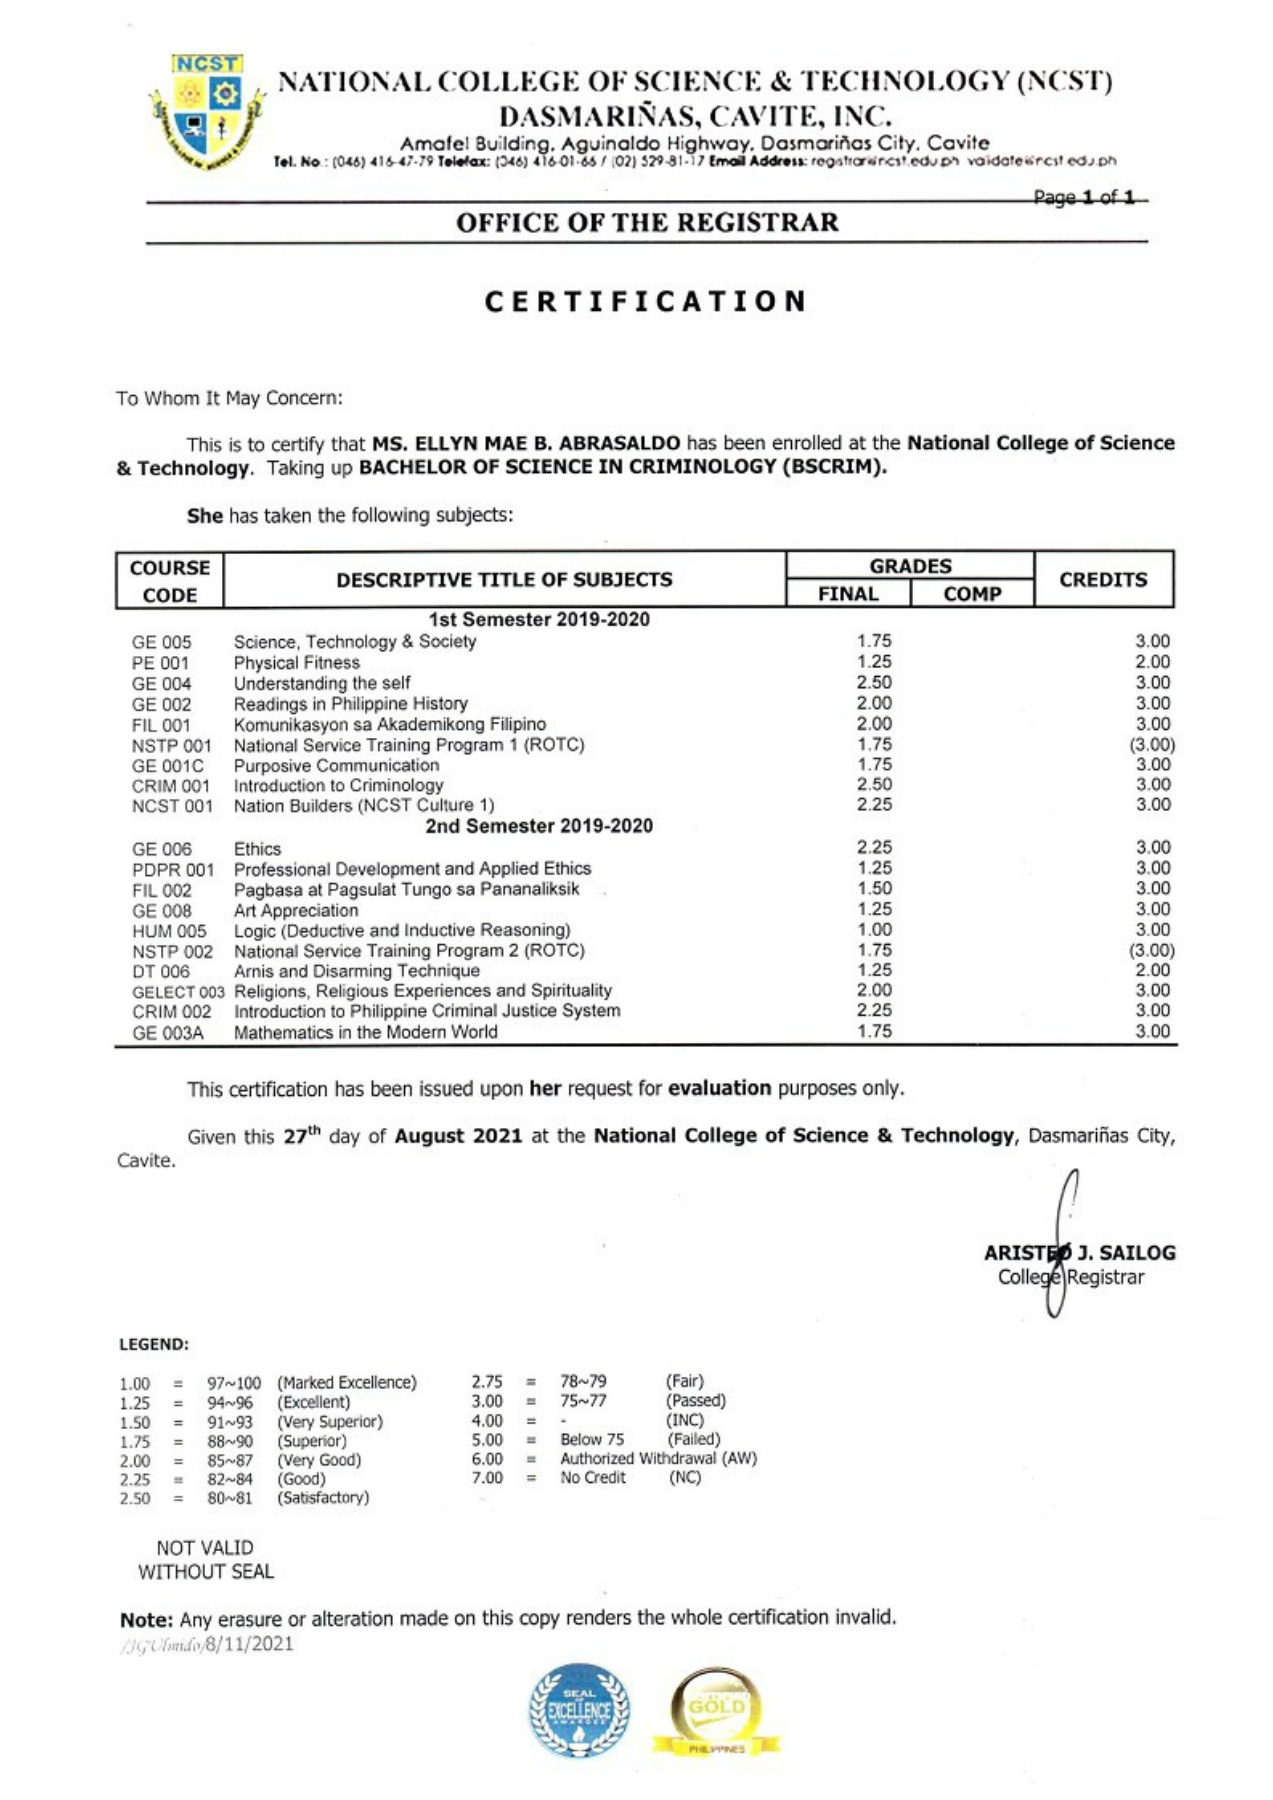 NCST
NATIONAL COLLEGE OF SCIENCE & TECHNOLOGY (NCST)
DASMARIÑAS, CAVITE, INC.
Amafel Building, Aguinaldo Highway, Dasmariñas City, Cavite
Tel. No.: (046) 416-47-79 Telefax: (046) 416-01-66 / (02) 529-81-17 Email Address: registrar@ncst.edu.ph validate@ncst.edu.ph
Page 1 of 1
OFFICE OF THE REGISTRAR
CERTIFICATION
To Whom It May Concern:
This is to certify that MS. ELLYN MAE B. ABRASALDO has been enrolled at the National College of Science
& Technology. Taking up BACHELOR OF SCIENCE IN CRIMINOLOGY (BSCRIM).
She has taken the following subjects:
COURSE CODE DESCRIPTIVE TITLE OF SUBJECTS GRADES FINAL COMP CREDITS
1st Semester 2019-2020
GE 005 Science, Technology & Society 1.75 3.00
PE 001 Physical Fitness 1.25 2.00
GE 004 Understanding the self 2.50 3.00
GE 002 Readings in Philippine History 2.00 3.00
FIL 001 Komunikasyon sa Akademikong Filipino 2.00 3.00
NSTP 001 National Service Training Program 1 (ROTC) 1.75 (3.00)
GE 001C Purposive Communication 1.75 3.00
CRIM 001 Introduction to Criminology 2.50 3.00
NCST 001 Nation Builders (NCST Culture 1) 2.25 3.00
2nd Semester 2019-2020
GE 006 Ethics 2.25 3.00
PDPR 001 Professional Development and Applied Ethics 1.25 3.00
FIL 002 Pagbasa at Pagsulat Tungo sa Pananaliksik 1.50 3.00
GE 008 Art Appreciation 1.25 3.00
HUM 005 Logic (Deductive and Inductive Reasoning) 1.00 3.00
NSTP 002 National Service Training Program 2 (ROTC) 1.75 (3.00)
DT 006 Arnis and Disarming Technique 1.25 2.00
GELECT 003 Religions, Religious Experiences and Spirituality 2.00 3.00
CRIM 002 Introduction to Philippine Criminal Justice System 2.25 3.00
GE 003A Mathematics in the Modern World 1.75 3.00
This certification has been issued upon her request for evaluation purposes only.
Given this 27th day of August 2021 at the National College of Science & Technology, Dasmariñas City,
Cavite.
ARISTEO J. SAILOG
College Registrar
LEGEND:
1.00 = 97~100 (Marked Excellence) 2.75 = 78~79 (Fair)
1.25 = 94~96 (Excellent) 3.00 = 75~77 (Passed)
1.50 = 91~93 (Very Superior) 4.00 = - (INC)
1.75 = 88~90 (Superior) 5.00 = Below 75 (Failed)
2.00 = 85~87 (Very Good) 6.00 = Authorized Withdrawal (AW)
2.25 = 82~84 (Good) 7.00 = No Credit (NC)
2.50 = 80~81 (Satisfactory)
NOT VALID
WITHOUT SEAL
Note: Any erasure or alteration made on this copy renders the whole certification invalid.
8/11/2021
SEAL
OF
EXCELLENCE
AWARDEE
GOLD
PHILIPPINES